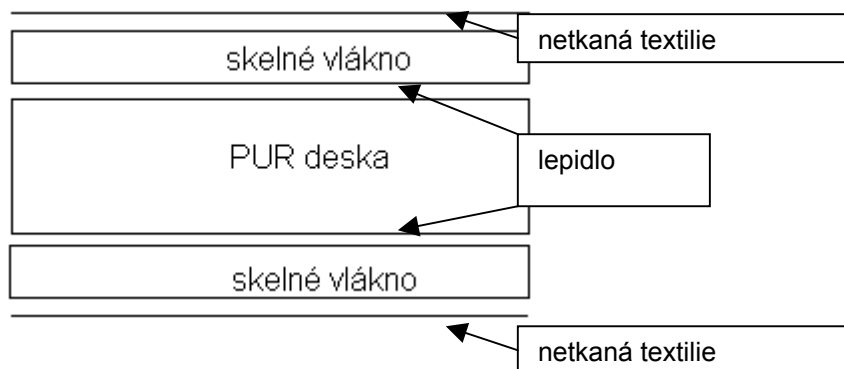 netkaná textilie
skelné vlákno
PUR deska
lepidlo
skelné vlákno
netkaná textilie